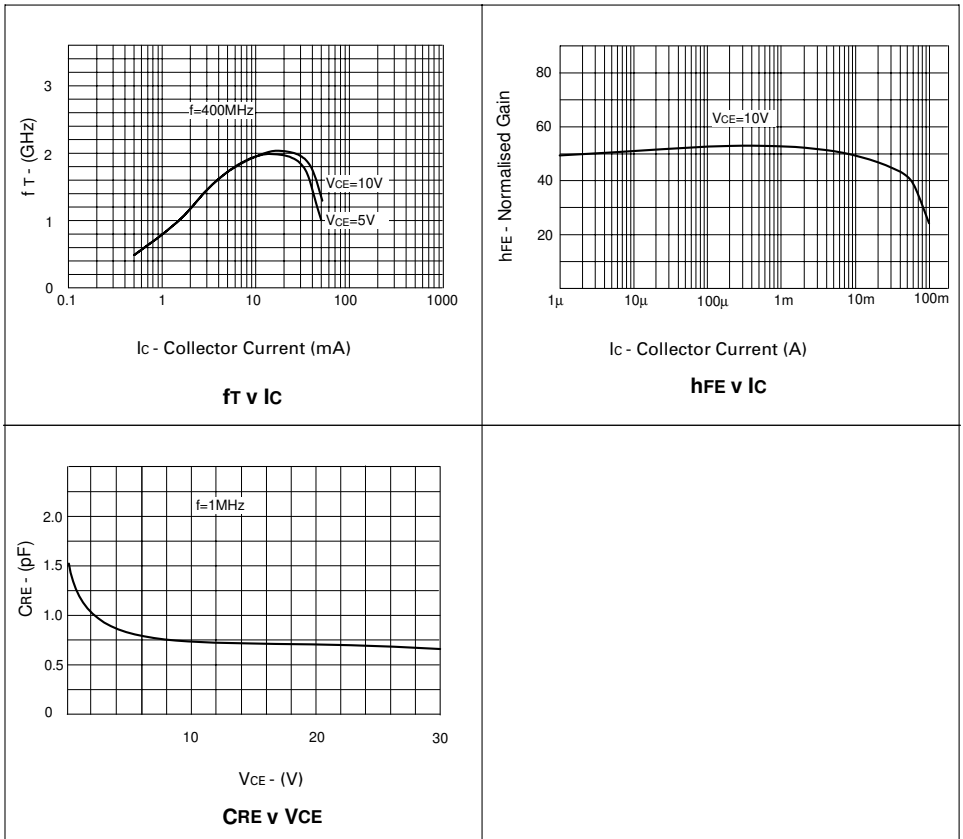 fT - (GHz)
3
2
1
0
f=400MHz
VCE=10V
VCE=5V
0.1
1
10
100
1000
IC - Collector Current (mA)
fT v IC
hFE - Normalised Gain
80
60
40
20
VCE=10V
1µ
10µ
100µ
1m
10m
100m
IC - Collector Current (A)
hFE v IC
CRE - (pF)
2.0
1.5
1.0
0.5
0
f=1MHz
10
20
30
VCE - (V)
CRE v VCE